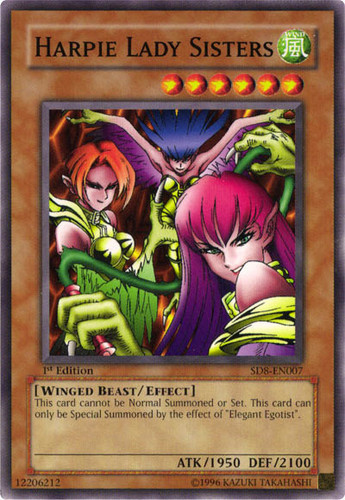 HARPIE LADY SISTERS
WIND
風
1st Edition
SD8-EN007
[WINGED BEAST/EFFECT]
This card cannot be Normal Summoned or Set. This card can
only be Special Summoned by the effect of "Elegant Egotist".
ATK/1950 DEF/2100
12206212
©1996 KAZUKI TAKAHASHI